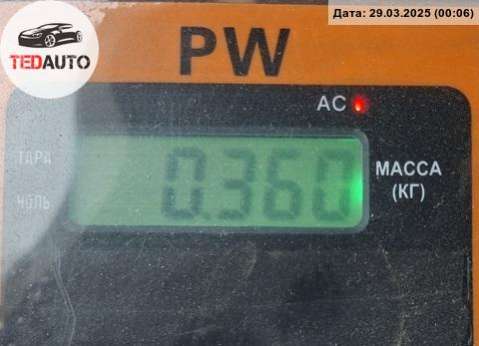 Дата: 29.03.2025 (00:06)
TEDAUTO
PW
AC
ТАРА
НОЛЬ
0.360
МАССА
(КГ)